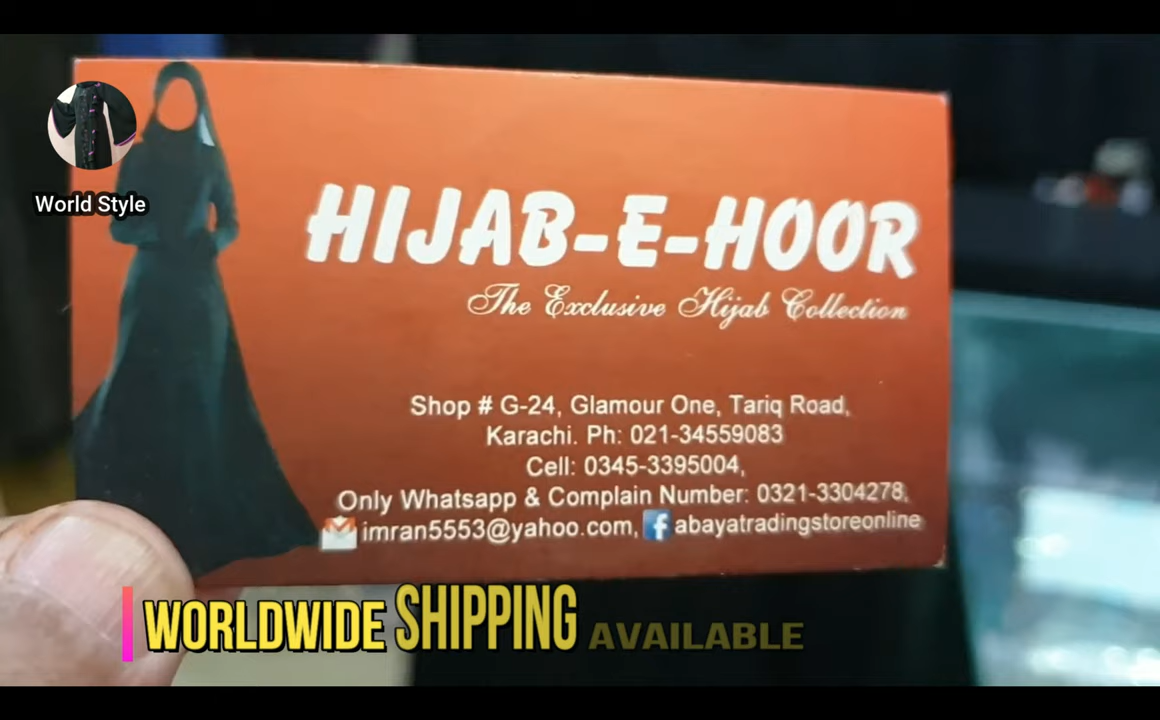 World Style
HIJAB-E-HOOR
The Exclusive Hijab Collection
Shop # G-24, Glamour One, Tariq Road,
Karachi. Ph: 021-34559083
Cell: 0345-3395004,
Only Whatsapp & Complain Number: 0321-3304278,
imran5553@yahoo.com, f abayatradingstoreonline
WORLDWIDE SHIPPING AVAILABLE